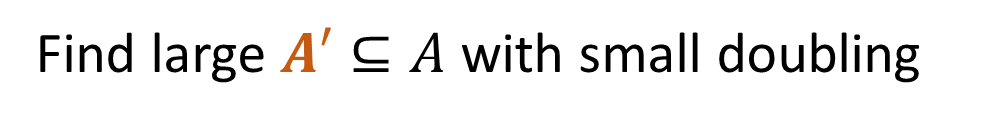 Find large A′ ⊆ A with small doubling